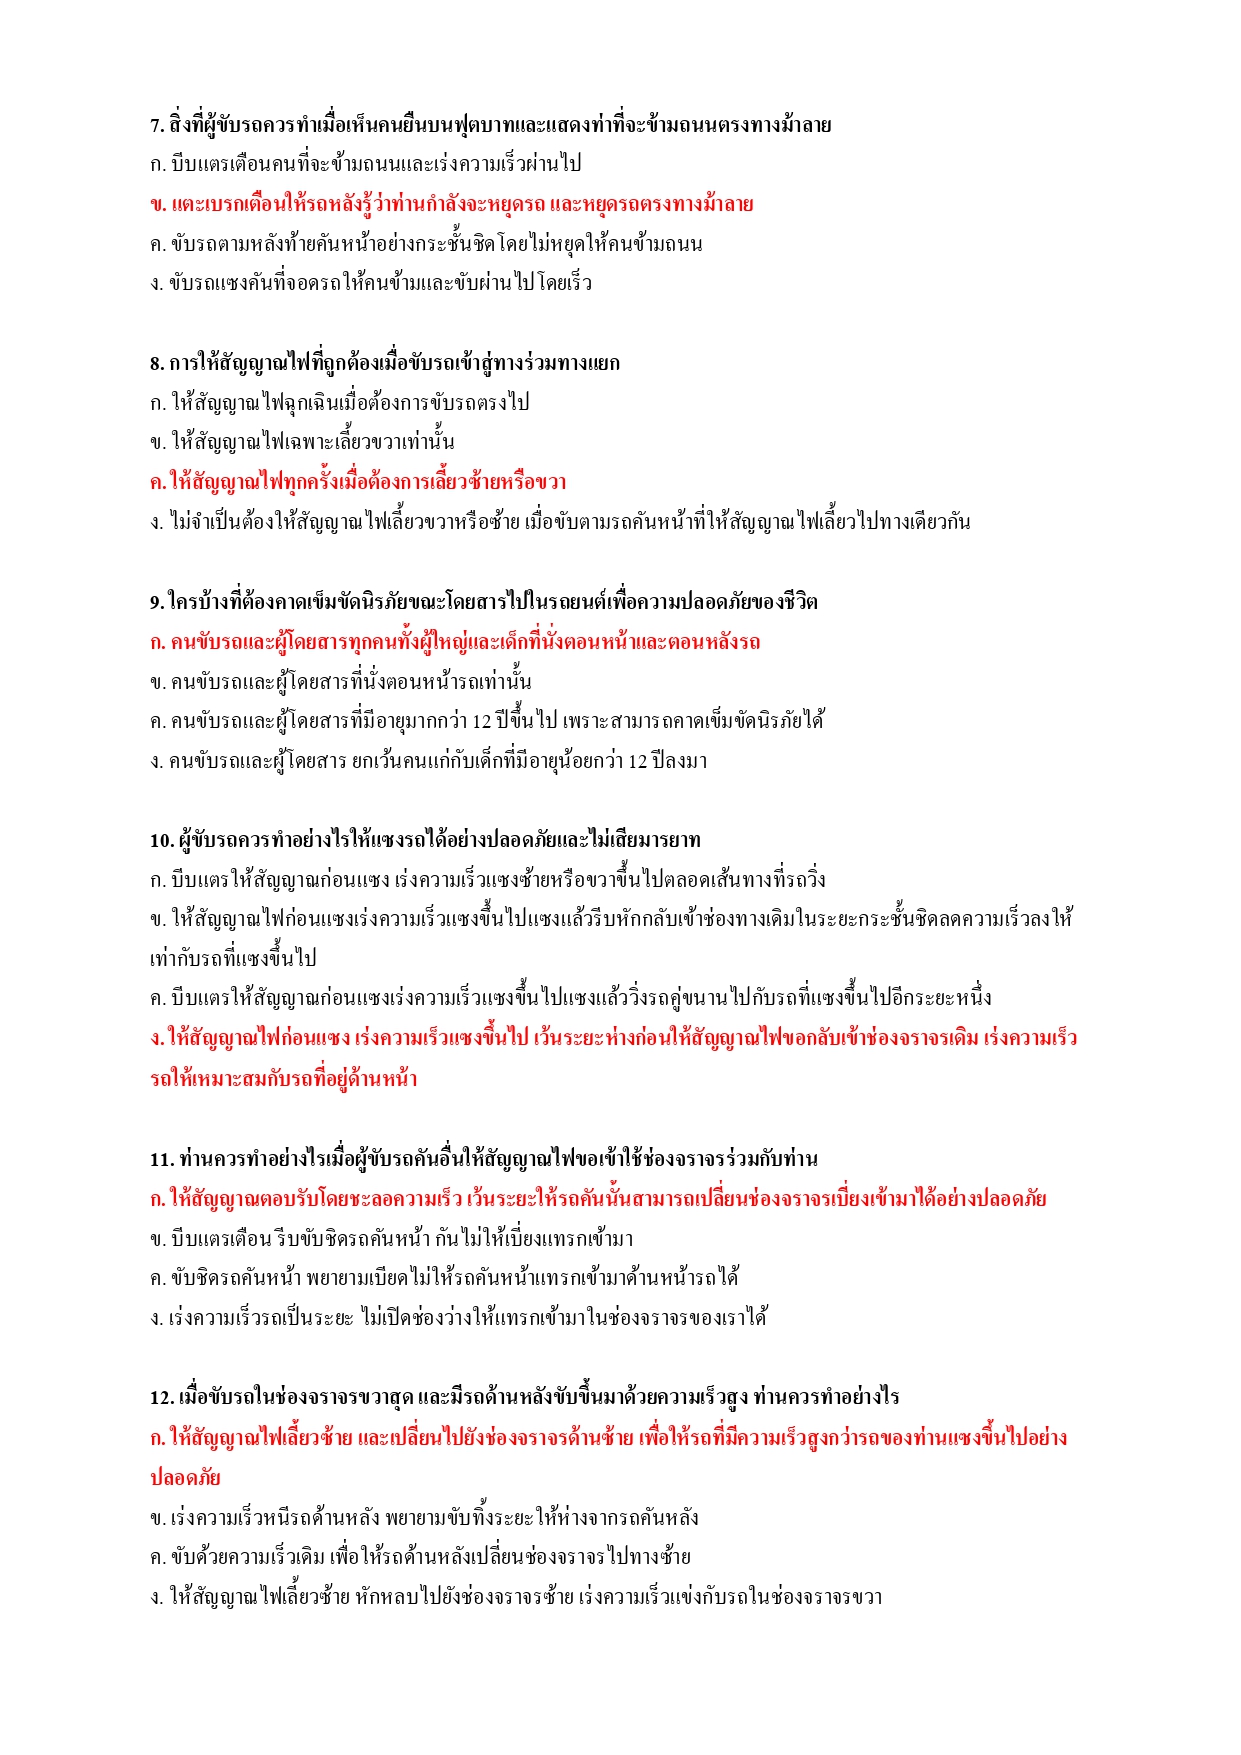 7. สิ่งที่ผู้ขับรถควรทำเมื่อเห็นคนยืนบนฟุตบาทและแสดงท่าที่จะข้ามถนนตรงทางม้าลาย
ก. บีบแตรเตือนคนที่จะข้ามถนนและเร่งความเร็วผ่านไป
ข. แตะเบรกเตือนให้รถหลังรู้ว่าท่านกำลังจะหยุดรถ และหยุดรถตรงทางม้าลาย
ค. ขับรถตามหลังท้ายคันหน้าอย่างกระชั้นชิดโดยไม่หยุดให้คนข้ามถนน
ง. ขับรถแซงคันที่จอดรถให้คนข้ามและขับผ่านไปโดยเร็ว
8. การให้สัญญาณไฟที่ถูกต้องเมื่อขับรถเข้าสู่ทางร่วมทางแยก
ก. ให้สัญญาณไฟฉุกเฉินเมื่อต้องการขับรถตรงไป
ข. ให้สัญญาณไฟเฉพาะเลี้ยวขวาเท่านั้น
ค. ให้สัญญาณไฟทุกครั้งเมื่อต้องการเลี้ยวซ้ายหรือขวา
ง. ไม่จำเป็นต้องให้สัญญาณไฟเลี้ยวขวาหรือซ้าย เมื่อขับตามรถคันหน้าที่ให้สัญญาณไฟเลี้ยวไปทางเดียวกัน
9. ใครบ้างที่ต้องคาดเข็มขัดนิรภัยขณะโดยสารไปในรถยนต์เพื่อความปลอดภัยของชีวิต
ก. คนขับรถและผู้โดยสารทุกคนทั้งผู้ใหญ่และเด็กที่นั่งตอนหน้าและตอนหลังรถ
ข. คนขับรถและผู้โดยสารที่นั่งตอนหน้ารถเท่านั้น
ค. คนขับรถและผู้โดยสารที่มีอายุมากกว่า 12 ปีขึ้นไป เพราะสามารถคาดเข็มขัดนิรภัยได้
ง. คนขับรถและผู้โดยสาร ยกเว้นคนแก่กับเด็กที่มีอายุน้อยกว่า 12 ปีลงมา
10. ผู้ขับรถควรทำอย่างไรให้แซงรถได้อย่างปลอดภัยและไม่เสียมารยาท
ก. บีบแตรให้สัญญาณก่อนแซง เร่งความเร็วแซงซ้ายหรือขวาขึ้นไปตลอดเส้นทางที่รถวิ่ง
ข. ให้สัญญาณไฟก่อนแซงเร่งความเร็วแซงขึ้นไปแซงแล้วรีบหักกลับเข้าช่องทางเดิมในระยะกระชั้นชิดลดความเร็วลงให้
เท่ากับรถที่แซงขึ้นไป
ค. บีบแตรให้สัญญาณก่อนแซงเร่งความเร็วแซงขึ้นไปแซงแล้ววิ่งรถคู่ขนานไปกับรถที่แซงขึ้นไปอีกระยะหนึ่ง
ง. ให้สัญญาณไฟก่อนแซง เร่งความเร็วแซงขึ้นไป เว้นระยะห่างก่อนให้สัญญาณไฟขอกลับเข้าช่องจราจรเดิม เร่งความเร็ว
รถให้เหมาะสมกับรถที่อยู่ด้านหน้า
11. ท่านควรทำอย่างไรเมื่อผู้ขับรถคันอื่นให้สัญญาณไฟขอเข้าใช้ช่องจราจรร่วมกับท่าน
ก. ให้สัญญาณตอบรับโดยชะลอความเร็ว เว้นระยะให้รถคันนั้นสามารถเปลี่ยนช่องจราจรเบี่ยงเข้ามาได้อย่างปลอดภัย
ข. บีบแตรเตือน รีบขับชิดรถคันหน้า กันไม่ให้เบี่ยงแทรกเข้ามา
ค. ขับชิดรถคันหน้า พยายามเบียดไม่ให้รถคันหน้าแทรกเข้ามาด้านหน้ารถได้
ง. เร่งความเร็วรถเป็นระยะ ไม่เปิดช่องว่างให้แทรกเข้ามาในช่องจราจรของเราได้
12. เมื่อขับรถในช่องจราจรขวาสุด และมีรถด้านหลังขับขึ้นมาด้วยความเร็วสูง ท่านควรทำอย่างไร
ก. ให้สัญญาณไฟเลี้ยวซ้าย และเปลี่ยนไปยังช่องจราจรด้านซ้าย เพื่อให้รถที่มีความเร็วสูงกว่ารถของท่านแซงขึ้นไปอย่าง
ปลอดภัย
ข. เร่งความเร็วหนีรถด้านหลัง พยายามขับทิ้งระยะให้ห่างจากรถคันหลัง
ค. ขับด้วยความเร็วเดิม เพื่อให้รถด้านหลังเปลี่ยนช่องจราจรไปทางซ้าย
ง. ให้สัญญาณไฟเลี้ยวซ้าย หักหลบไปยังช่องจราจรซ้าย เร่งความเร็วแข่งกับรถในช่องจราจรขวา